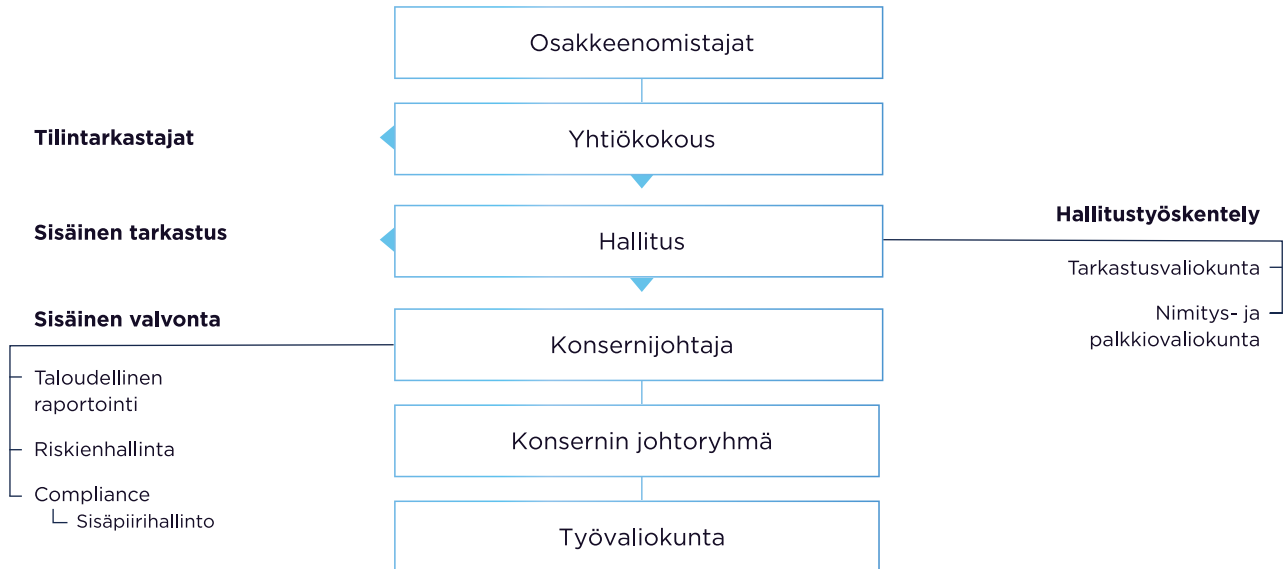 Osakkeenomistajat
Tilintarkastajat
Yhtiökokous
Sisäinen tarkastus
Hallitus
Hallitustyöskentely
Tarkastusvaliokunta
Nimitys- ja
palkkiovaliokunta
Sisäinen valvonta
Konsernijohtaja
Taloudellinen
raportointi
Riskienhallinta
Compliance
Sisäpiirihallinto
Konsernin johtoryhmä
Työvaliokunta